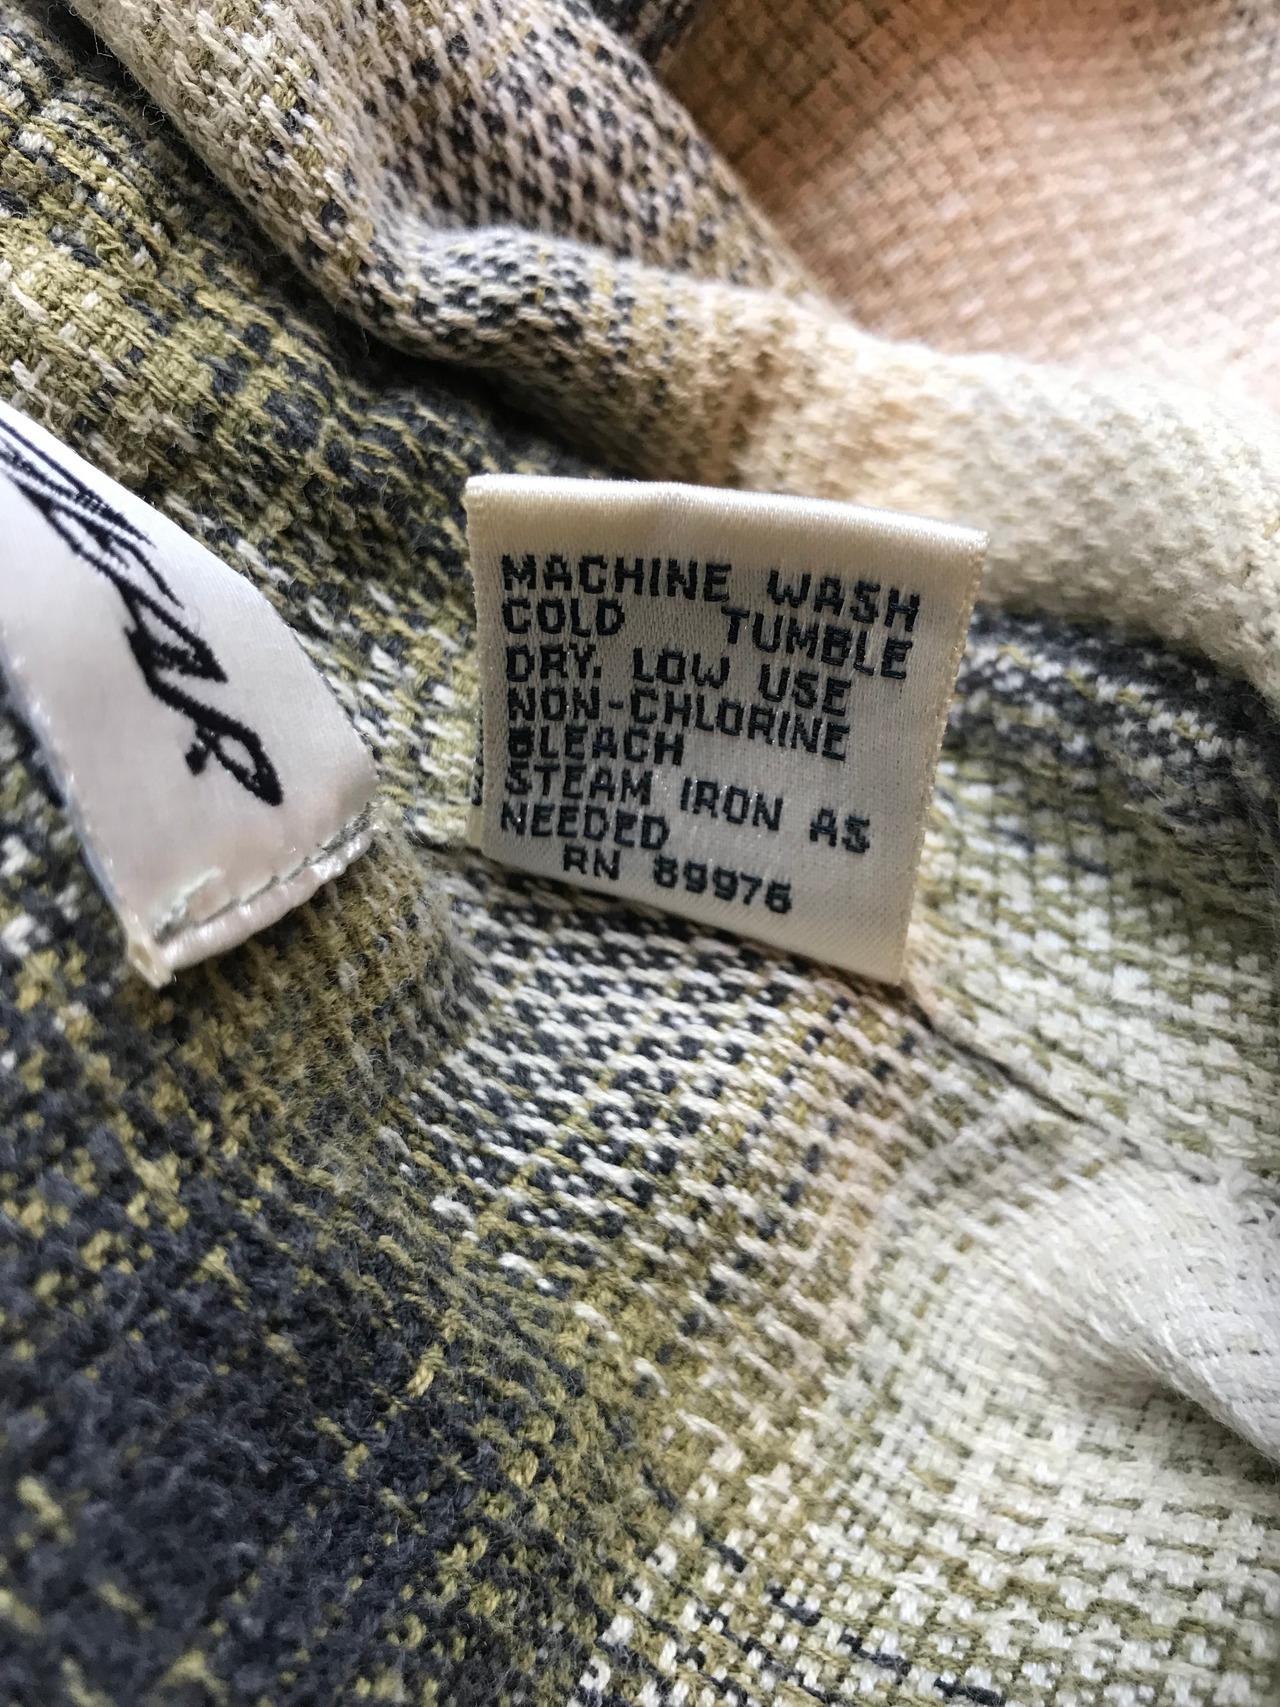 MACHINE WASH
COLD TUMBLE
DRY. LOW USE
NON-CHLORINE
BLEACH
STEAM IRON AS
NEEDED
RN 89976